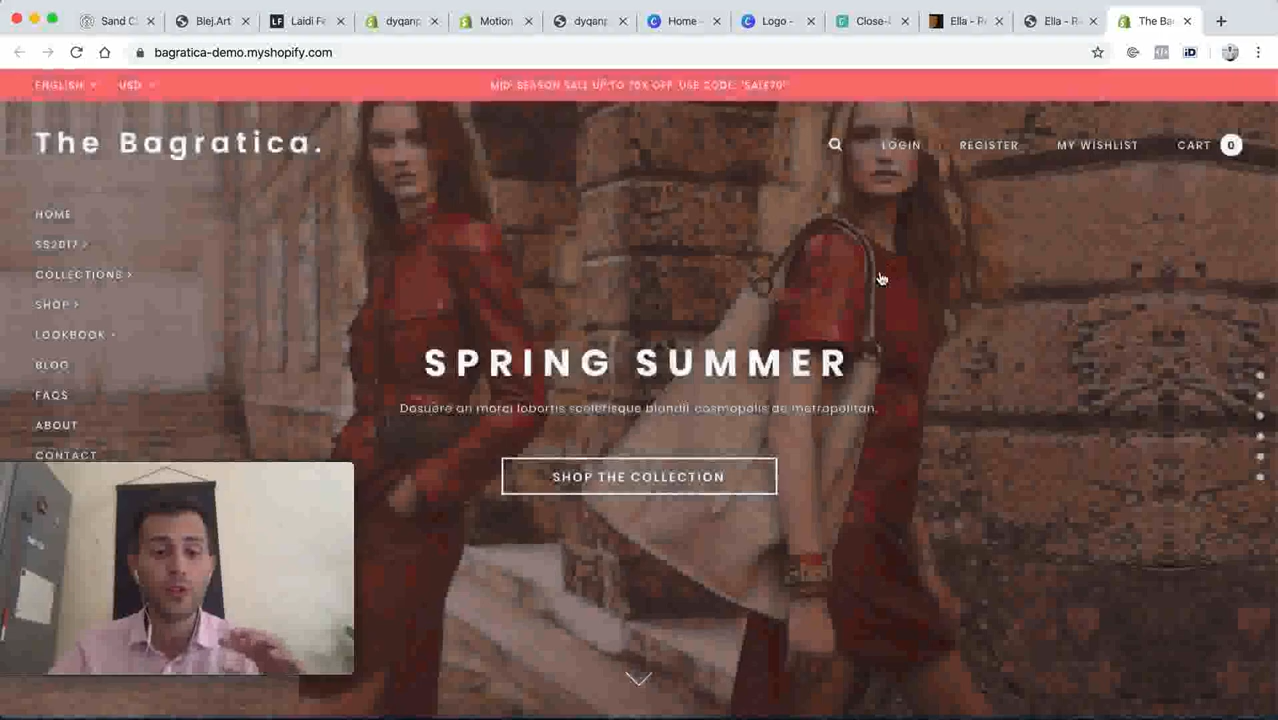 Sand C
Blej.Art
Laidi Fe
dyqanp
Motion
dyqanp
Home -
Logo -
Close-U
Ella - Re
Ella - R
The Bag
bagratica-demo.myshopify.com
iD
ENGLISH
USD
MID-SEASON SALE UP TO 70% OFF. USE CODE: "SALE70"
The Bagratica.
LOGIN
REGISTER
MY WISHLIST
CART 0
HOME
SS2017 >
COLLECTIONS >
SHOP >
LOOKBOOK
BLOG
FAQS
ABOUT
CONTACT
SPRING SUMMER
Dosuere an morci lobortis scelerisque blandit cosmopolis de metropolitan.
SHOP THE COLLECTION